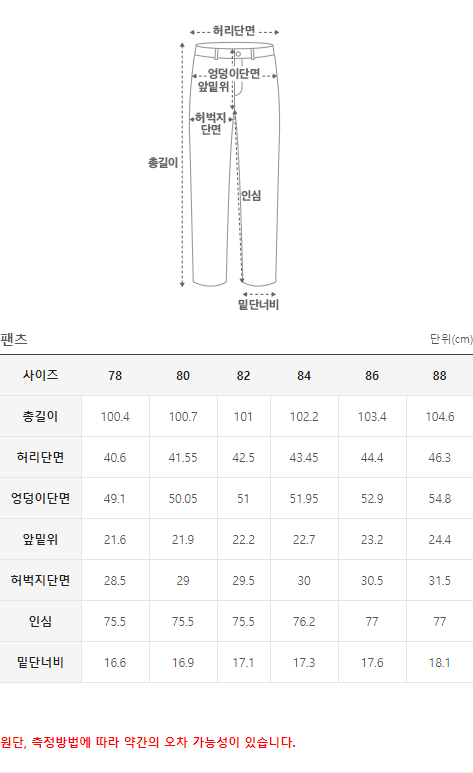 허리단면
엉덩이단면
앞밑위
허벅지
단면
총길이
인심
밑단너비
팬츠 단위(cm)
사이즈 78 80 82 84 86 88
총길이 100.4 100.7 101 102.2 103.4 104.6
허리단면 40.6 41.55 42.5 43.45 44.4 46.3
엉덩이단면 49.1 50.05 51 51.95 52.9 54.8
앞밑위 21.6 21.9 22.2 22.7 23.2 24.4
허벅지단면 28.5 29 29.5 30 30.5 31.5
인심 75.5 75.5 75.5 76.2 77 77
밑단너비 16.6 16.9 17.1 17.3 17.6 18.1
원단, 측정방법에 따라 약간의 오차 가능성이 있습니다.